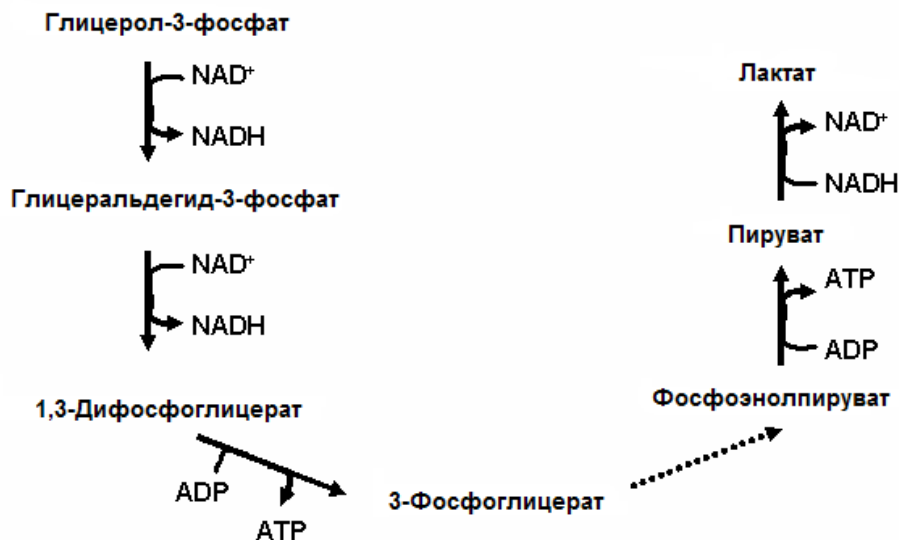 Глицерол-3-фосфат
NAD⁺
NADH
Глицеральдегид-3-фосфат
NAD⁺
NADH
1,3-Дифосфоглицерат
ADP
ATP
3-Фосфоглицерат
Фосфоэнолпируват
ADP
ATP
Пируват
NADH
NAD⁺
Лактат